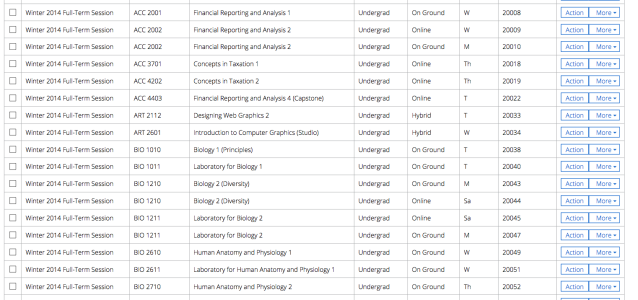 Winter 2014 Full-Term Session ACC 2001 Financial Reporting and Analysis 1 Undergrad On Ground W 20008 Action More
Winter 2014 Full-Term Session ACC 2002 Financial Reporting and Analysis 2 Undergrad Online W 20009 Action More
Winter 2014 Full-Term Session ACC 2002 Financial Reporting and Analysis 2 Undergrad On Ground M 20010 Action More
Winter 2014 Full-Term Session ACC 3701 Concepts in Taxation 1 Undergrad Online Th 20018 Action More
Winter 2014 Full-Term Session ACC 4202 Concepts in Taxation 2 Undergrad Online Th 20019 Action More
Winter 2014 Full-Term Session ACC 4403 Financial Reporting and Analysis 4 (Capstone) Undergrad Online T 20022 Action More
Winter 2014 Full-Term Session ART 2112 Designing Web Graphics 2 Undergrad Hybrid T 20033 Action More
Winter 2014 Full-Term Session ART 2601 Introduction to Computer Graphics (Studio) Undergrad Hybrid W 20034 Action More
Winter 2014 Full-Term Session BIO 1010 Biology 1 (Principles) Undergrad On Ground T 20038 Action More
Winter 2014 Full-Term Session BIO 1011 Laboratory for Biology 1 Undergrad On Ground T 20040 Action More
Winter 2014 Full-Term Session BIO 1210 Biology 2 (Diversity) Undergrad On Ground M 20043 Action More
Winter 2014 Full-Term Session BIO 1210 Biology 2 (Diversity) Undergrad Online Sa 20044 Action More
Winter 2014 Full-Term Session BIO 1211 Laboratory for Biology 2 Undergrad Online Sa 20045 Action More
Winter 2014 Full-Term Session BIO 1211 Laboratory for Biology 2 Undergrad On Ground M 20047 Action More
Winter 2014 Full-Term Session BIO 2610 Human Anatomy and Physiology 1 Undergrad On Ground W 20049 Action More
Winter 2014 Full-Term Session BIO 2611 Laboratory for Human Anatomy and Physiology 1 Undergrad On Ground W 20051 Action More
Winter 2014 Full-Term Session BIO 2710 Human Anatomy and Physiology 2 Undergrad On Ground Th 20052 Action More